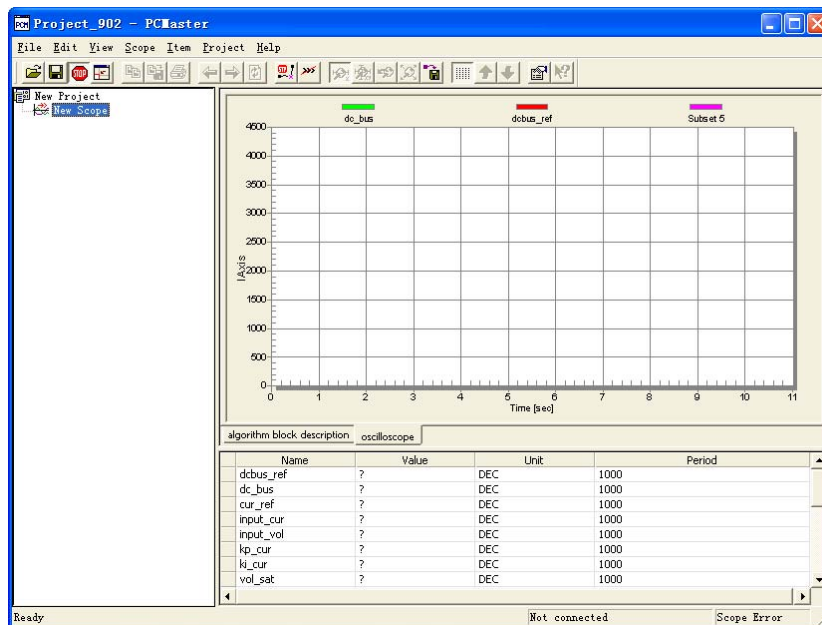 Project_902 - PCMaster
File Edit View Scope Item Project Help
New Project
New Scope
dc_bus dcbus_ref Subset 5
4500
4000
3500
3000
2500
2000
1500
1000
500
0
IAxis
0 1 2 3 4 5 6 7 8 9 10 11
Time [sec]
algorithm block description oscilloscope
Name Value Unit Period
dcbus_ref ? DEC 1000
dc_bus ? DEC 1000
cur_ref ? DEC 1000
input_cur ? DEC 1000
input_vol ? DEC 1000
kp_cur ? DEC 1000
ki_cur ? DEC 1000
vol_sat ? DEC 1000
Ready Not connected Scope Error